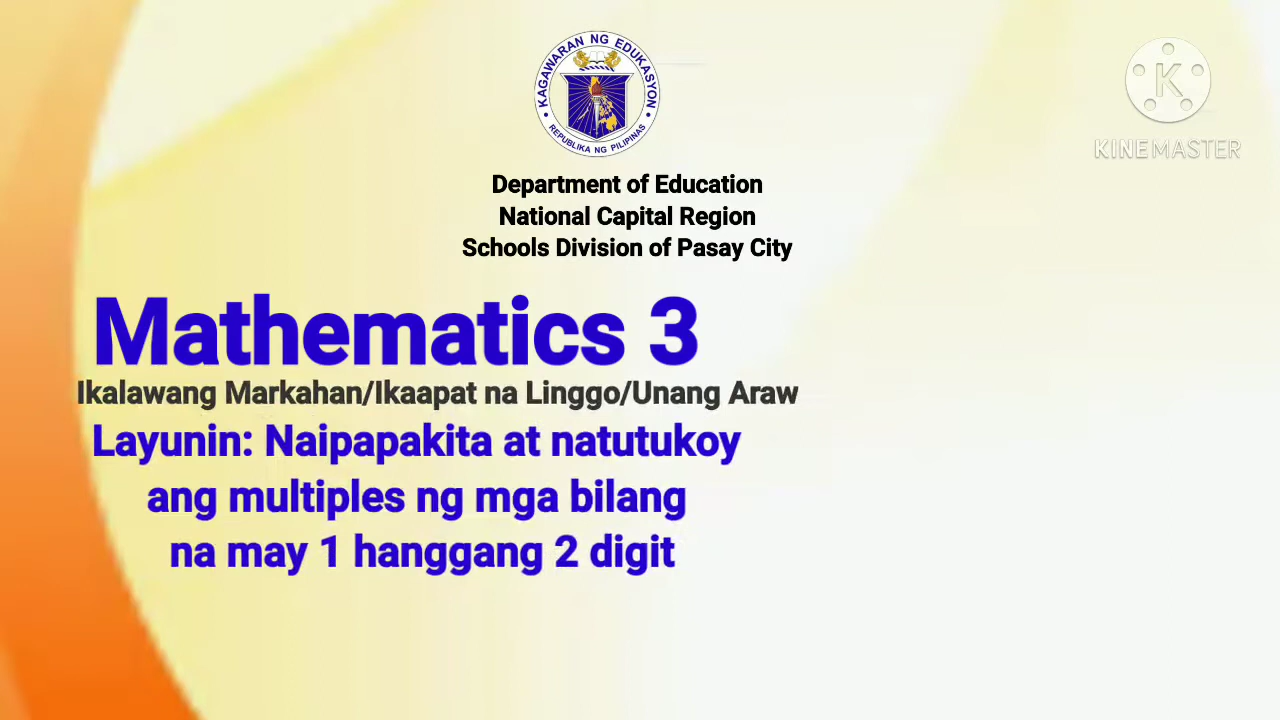 KAGAWARAN NG EDUKASYON
REPUBLIKA NG PILIPINAS
K
KINEMASTER
Department of Education
National Capital Region
Schools Division of Pasay City
Mathematics 3
Ikalawang Markahan/Ikaapat na Linggo/Unang Araw
Layunin: Naipapakita at natutukoy
ang multiples ng mga bilang
na may 1 hanggang 2 digit